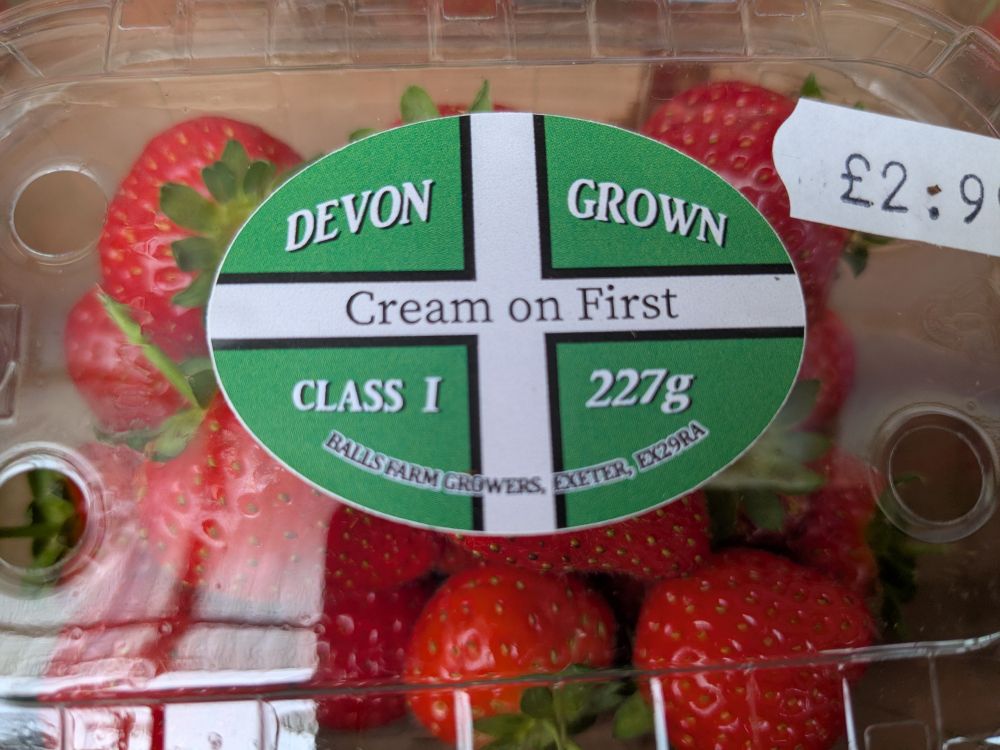 DEVON GROWN
£2.9
Cream on First
CLASS I 227g
BALLS FARM GROWERS, EXETER, EX29RA